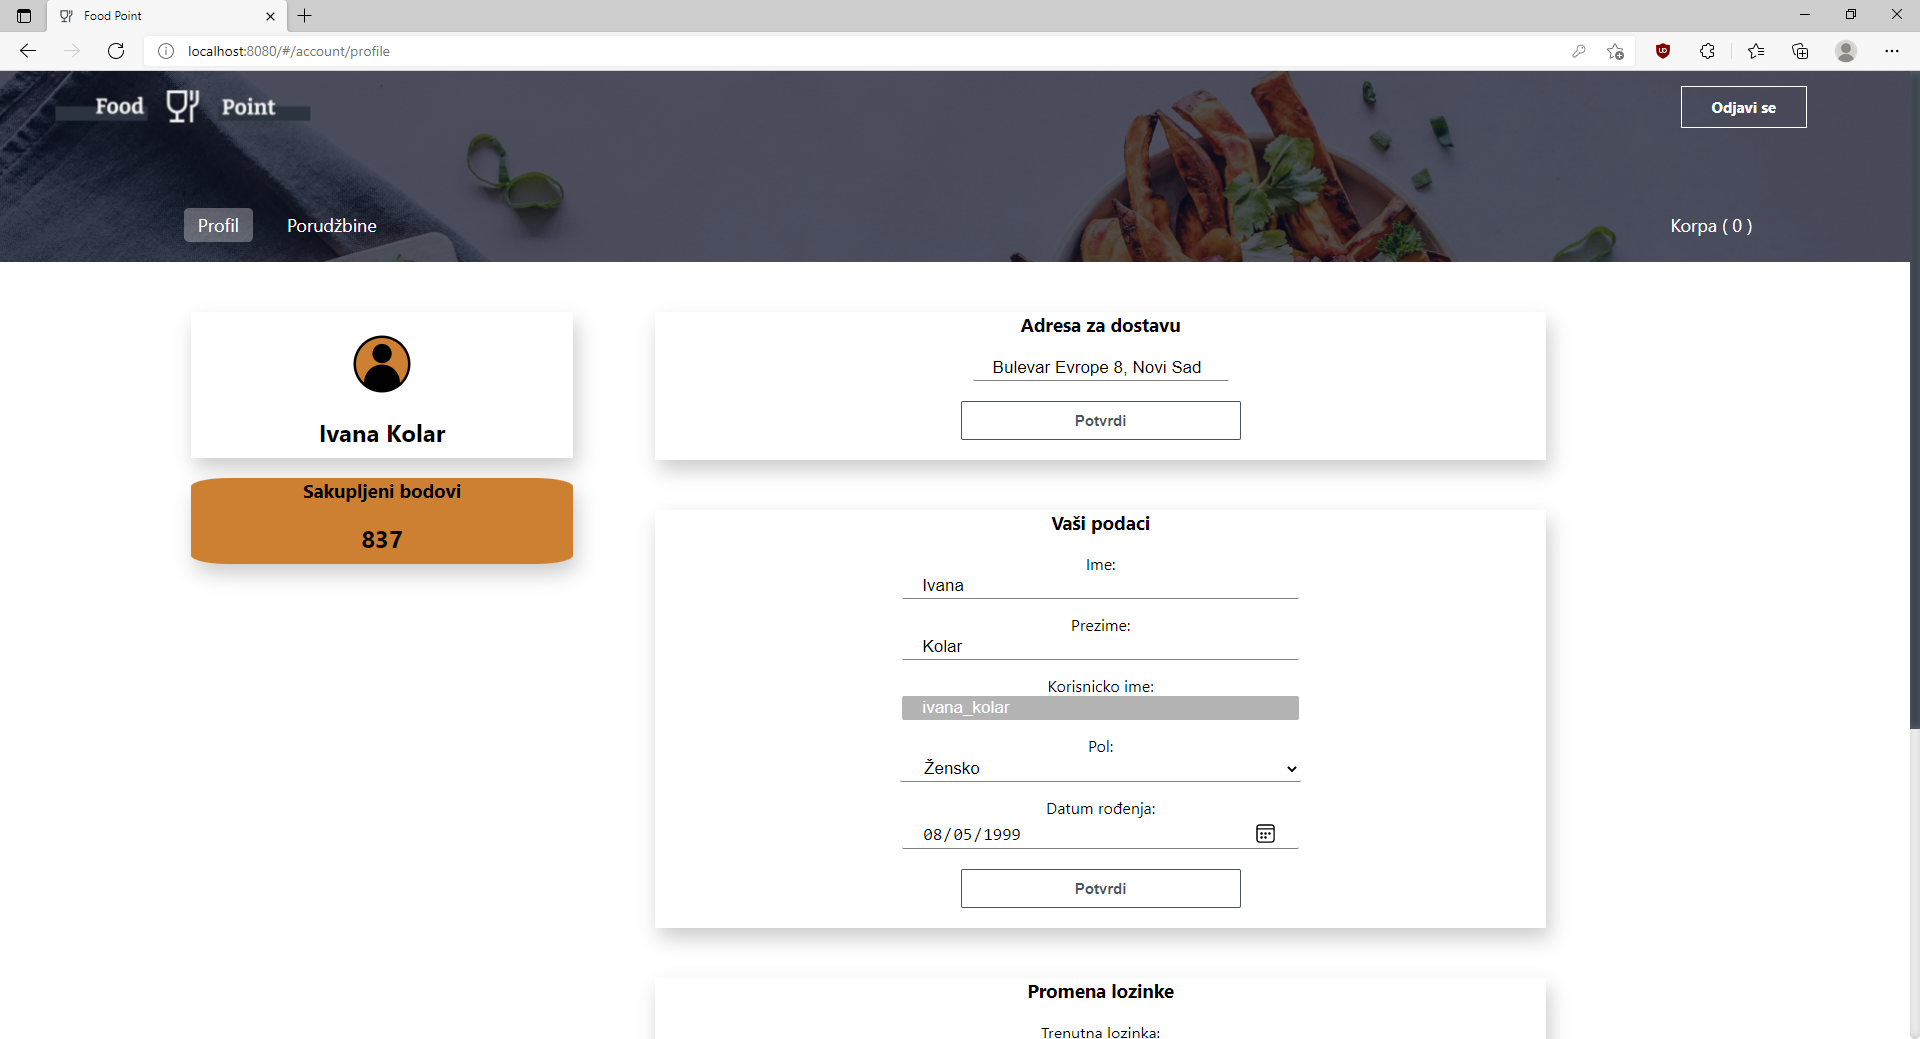 Food Point
localhost:8080/#/account/profile
Food Point
Odjavi se
Profil
Porudžbine
Korpa ( 0 )
Ivana Kolar
Sakupljeni bodovi
837
Adresa za dostavu
Bulevar Evrope 8, Novi Sad
Potvrdi
Vaši podaci
Ime:
Ivana
Prezime:
Kolar
Korisnicko ime:
ivana_kolar
Pol:
Žensko
Datum rođenja:
08/05/1999
Potvrdi
Promena lozinke
Trenutna lozinka: